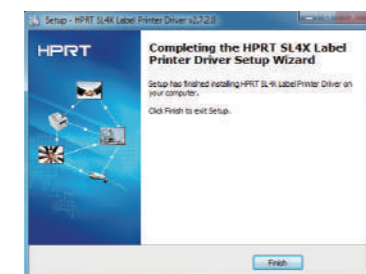 Setup - HPRT SL4X Label Printer Driver v2.7.2.0
HPRT
Completing the HPRT SL4X Label
Printer Driver Setup Wizard
Setup has finished installing HPRT SL4X Label Printer Driver on
your computer.
Click Finish to exit Setup.
Finish